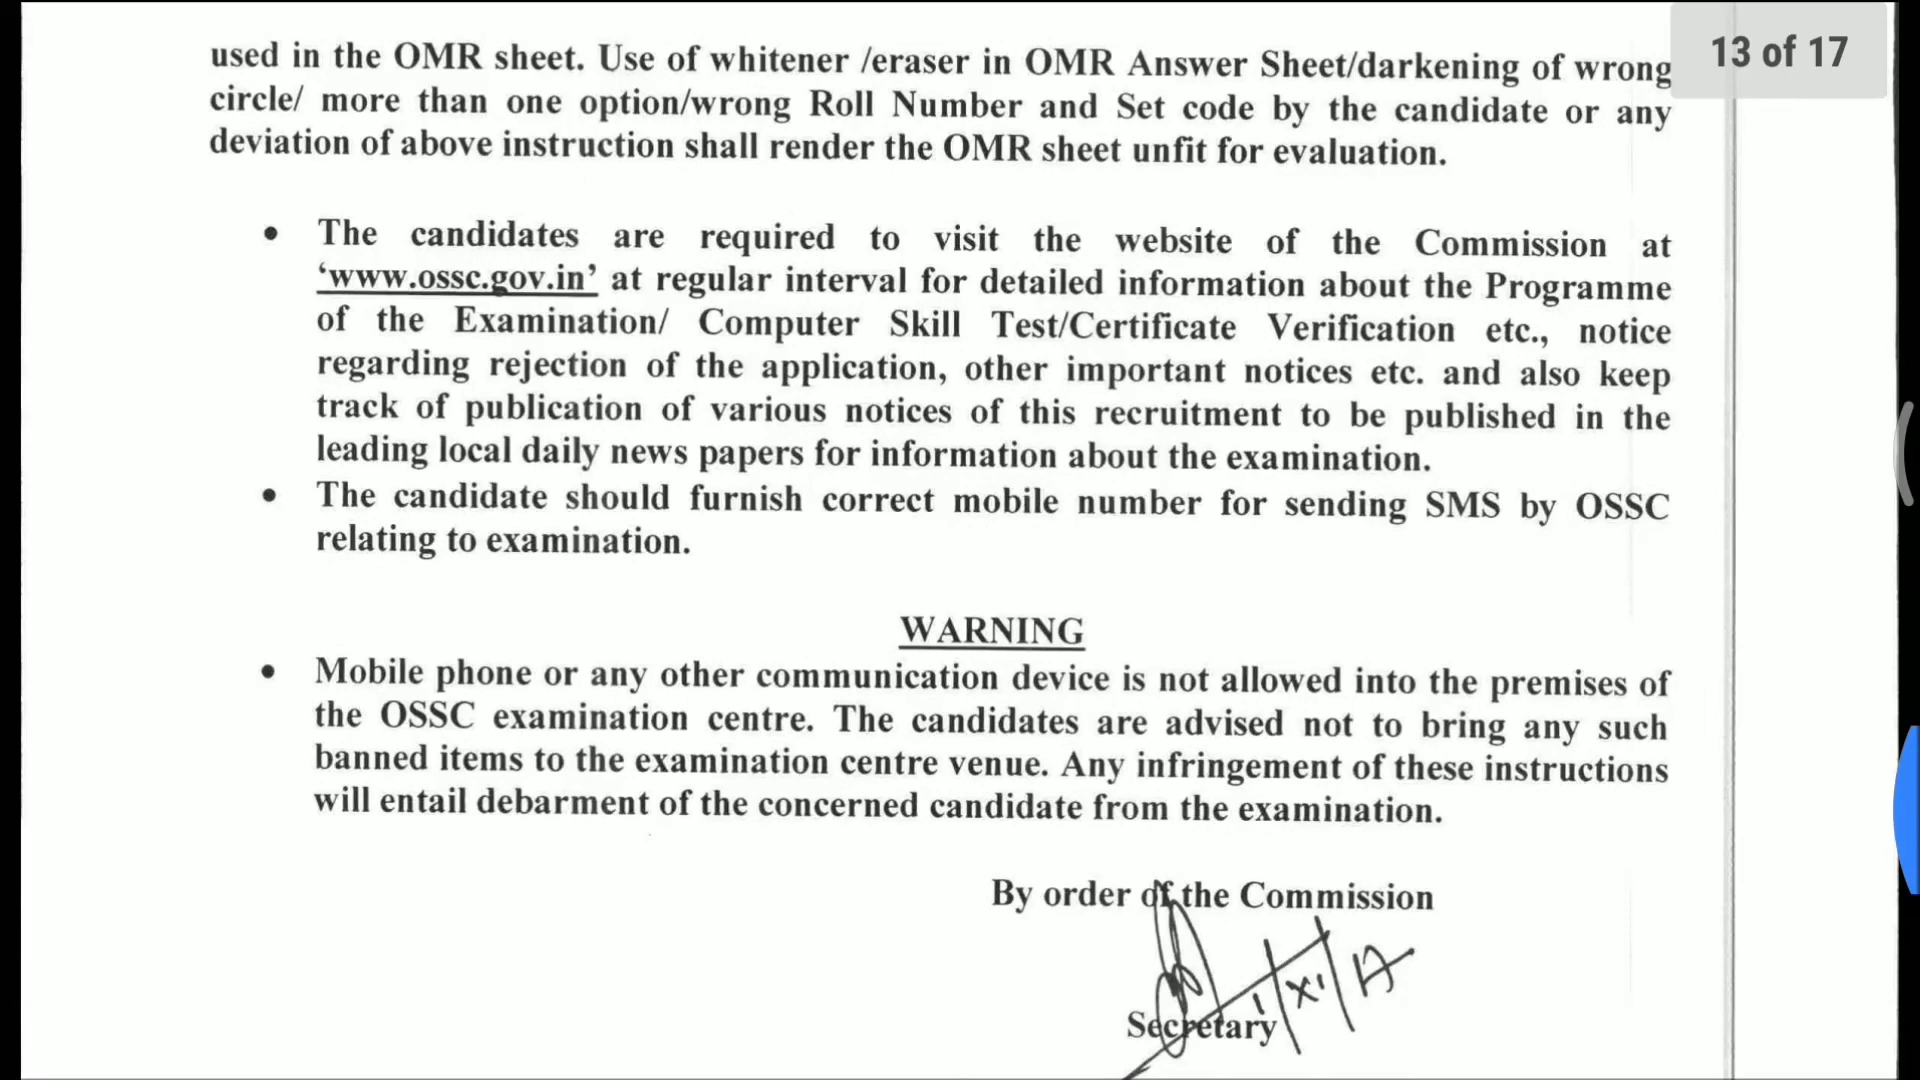 13 of 17
used in the OMR sheet. Use of whitener /eraser in OMR Answer Sheet/darkening of wrong
circle/ more than one option/wrong Roll Number and Set code by the candidate or any
deviation of above instruction shall render the OMR sheet unfit for evaluation.
• The candidates are required to visit the website of the Commission at
‘www.ossc.gov.in’ at regular interval for detailed information about the Programme
of the Examination/ Computer Skill Test/Certificate Verification etc., notice
regarding rejection of the application, other important notices etc. and also keep
track of publication of various notices of this recruitment to be published in the
leading local daily news papers for information about the examination.
• The candidate should furnish correct mobile number for sending SMS by OSSC
relating to examination.
WARNING
• Mobile phone or any other communication device is not allowed into the premises of
the OSSC examination centre. The candidates are advised not to bring any such
banned items to the examination centre venue. Any infringement of these instructions
will entail debarment of the concerned candidate from the examination.
By order of the Commission
1/XI/17
Secretary